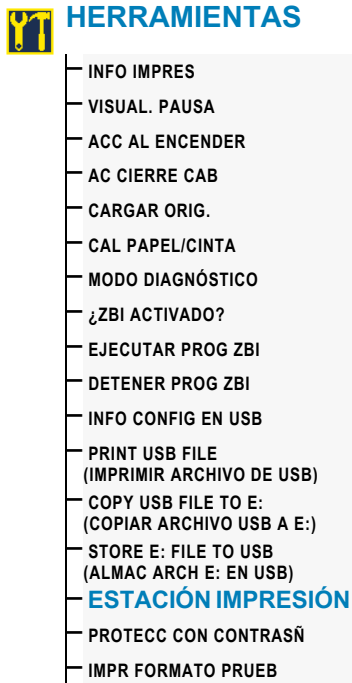 HERRAMIENTAS
INFO IMPRES
VISUAL. PAUSA
ACC AL ENCENDER
AC CIERRE CAB
CARGAR ORIG.
CAL PAPEL/CINTA
MODO DIAGNÓSTICO
¿ZBI ACTIVADO?
EJECUTAR PROG ZBI
DETENER PROG ZBI
INFO CONFIG EN USB
PRINT USB FILE
(IMPRIMIR ARCHIVO DE USB)
COPY USB FILE TO E:
(COPIAR ARCHIVO USB A E:)
STORE E: FILE TO USB
(ALMAC ARCH E: EN USB)
ESTACIÓN IMPRESIÓN
PROTECC CON CONTRASÑ
IMPR FORMATO PRUEB